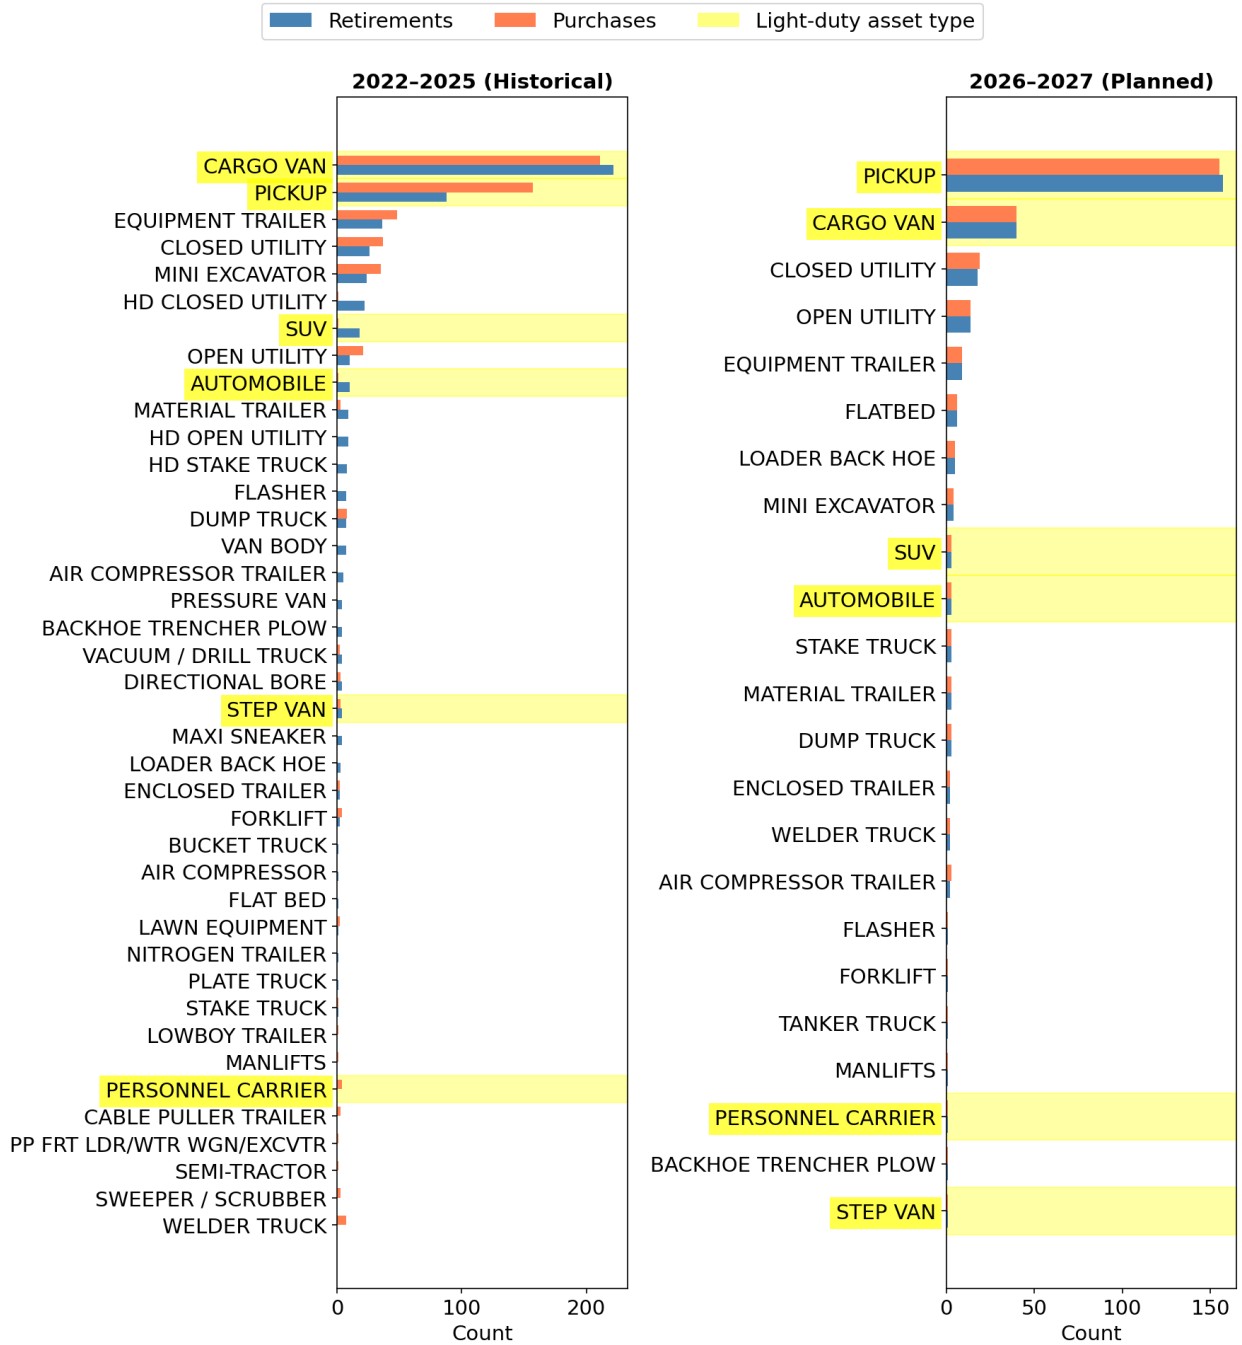 Retirements Purchases Light-duty asset type
2022–2025 (Historical)
CARGO VAN
PICKUP
EQUIPMENT TRAILER
CLOSED UTILITY
MINI EXCAVATOR
HD CLOSED UTILITY
SUV
OPEN UTILITY
AUTOMOBILE
MATERIAL TRAILER
HD OPEN UTILITY
HD STAKE TRUCK
FLASHER
DUMP TRUCK
VAN BODY
AIR COMPRESSOR TRAILER
PRESSURE VAN
BACKHOE TRENCHER PLOW
VACUUM / DRILL TRUCK
DIRECTIONAL BORE
STEP VAN
MAXI SNEAKER
LOADER BACK HOE
ENCLOSED TRAILER
FORKLIFT
BUCKET TRUCK
AIR COMPRESSOR
FLAT BED
LAWN EQUIPMENT
NITROGEN TRAILER
PLATE TRUCK
STAKE TRUCK
LOWBOY TRAILER
MANLIFTS
PERSONNEL CARRIER
CABLE PULLER TRAILER
PP FRT LDR/WTR WGN/EXCVTR
SEMI-TRACTOR
SWEEPER / SCRUBBER
WELDER TRUCK
0 100 200
Count
2026–2027 (Planned)
PICKUP
CARGO VAN
CLOSED UTILITY
OPEN UTILITY
EQUIPMENT TRAILER
FLATBED
LOADER BACK HOE
MINI EXCAVATOR
SUV
AUTOMOBILE
STAKE TRUCK
MATERIAL TRAILER
DUMP TRUCK
ENCLOSED TRAILER
WELDER TRUCK
AIR COMPRESSOR TRAILER
FLASHER
FORKLIFT
TANKER TRUCK
MANLIFTS
PERSONNEL CARRIER
BACKHOE TRENCHER PLOW
STEP VAN
0 50 100 150
Count